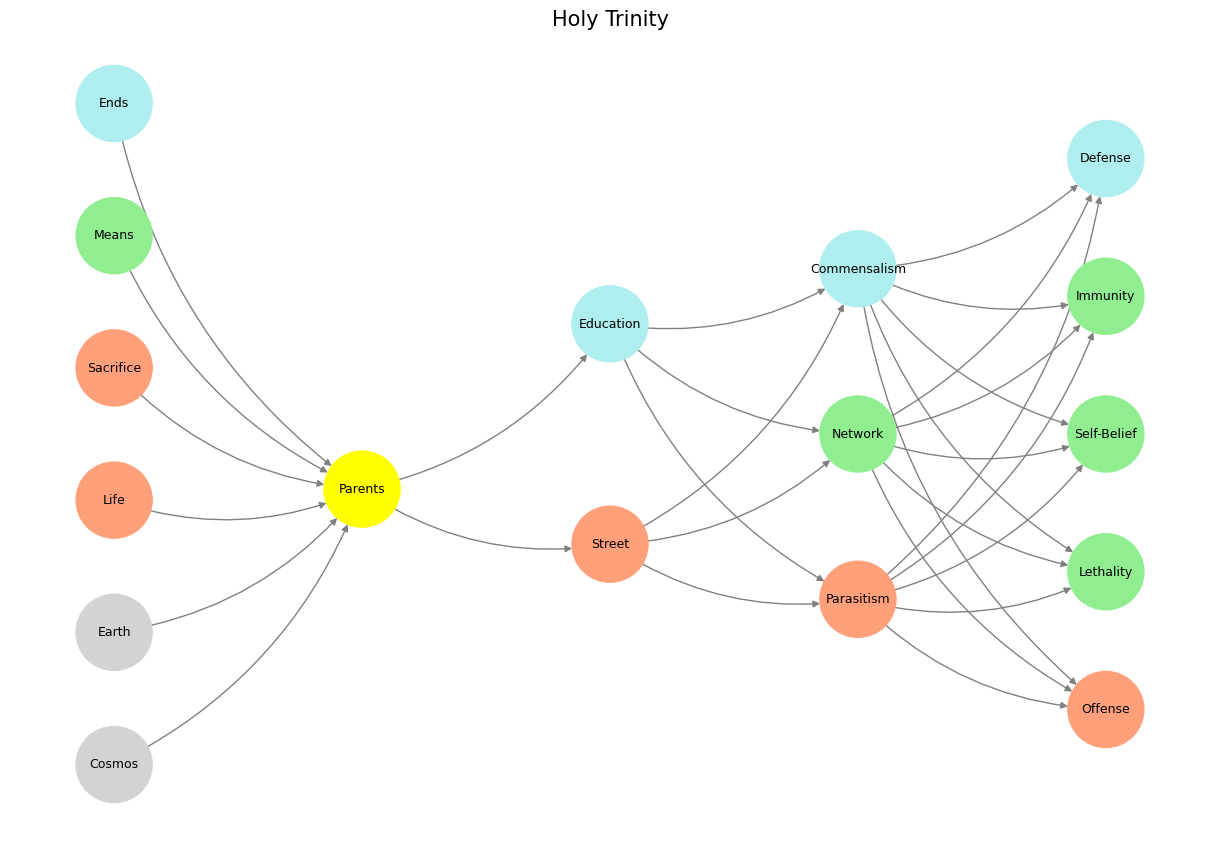 Holy Trinity
Ends
Means
Sacrifice
Life
Earth
Cosmos
Parents
Education
Street
Commensalism
Network
Parasitism
Defense
Immunity
Self-Belief
Lethality
Offense